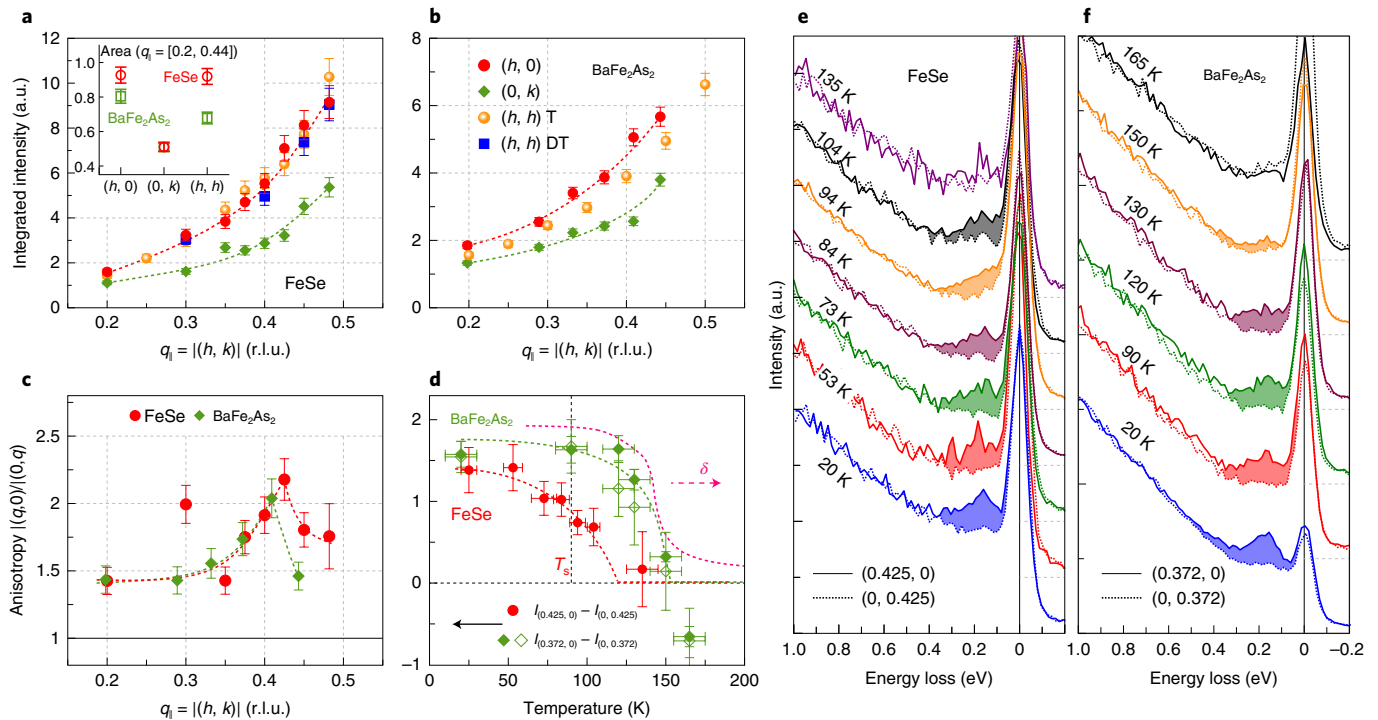 a
12
10
8
6
4
2
0
Integrated intensity (a.u.)
Area (q∥ = [0.2, 0.44])
1.0
0.8
0.6
0.4
FeSe
BaFe₂As₂
(h, 0)
(0, k)
(h, h)
FeSe
0.2
0.3
0.4
0.5
q∥ = |(h, k)| (r.l.u.)
b
8
6
4
2
0
(h, 0)
(0, k)
(h, h) T
(h, h) DT
BaFe₂As₂
0.2
0.3
0.4
0.5
q∥ = |(h, k)| (r.l.u.)
c
2.5
2
1.5
1
Anisotropy I(q,0)/I(0,q)
FeSe
BaFe₂As₂
0.2
0.3
0.4
0.5
q∥ = |(h, k)| (r.l.u.)
d
2
1
0
−1
BaFe₂As₂
FeSe
Tₛ
δ
I₍₀.₄₂₅, ₀₎ − I₍₀, ₀.₄₂₅₎
I₍₀.₃₇₂, ₀₎ − I₍₀, ₀.₃₇₂₎
0
50
100
150
200
Temperature (K)
e
Intensity (a.u.)
FeSe
135 K
104 K
94 K
84 K
73 K
53 K
20 K
(0.425, 0)
(0, 0.425)
1.0
0.8
0.6
0.4
0.2
0
Energy loss (eV)
f
BaFe₂As₂
165 K
150 K
130 K
120 K
90 K
20 K
(0.372, 0)
(0, 0.372)
1.0
0.8
0.6
0.4
0.2
0
−0.2
Energy loss (eV)